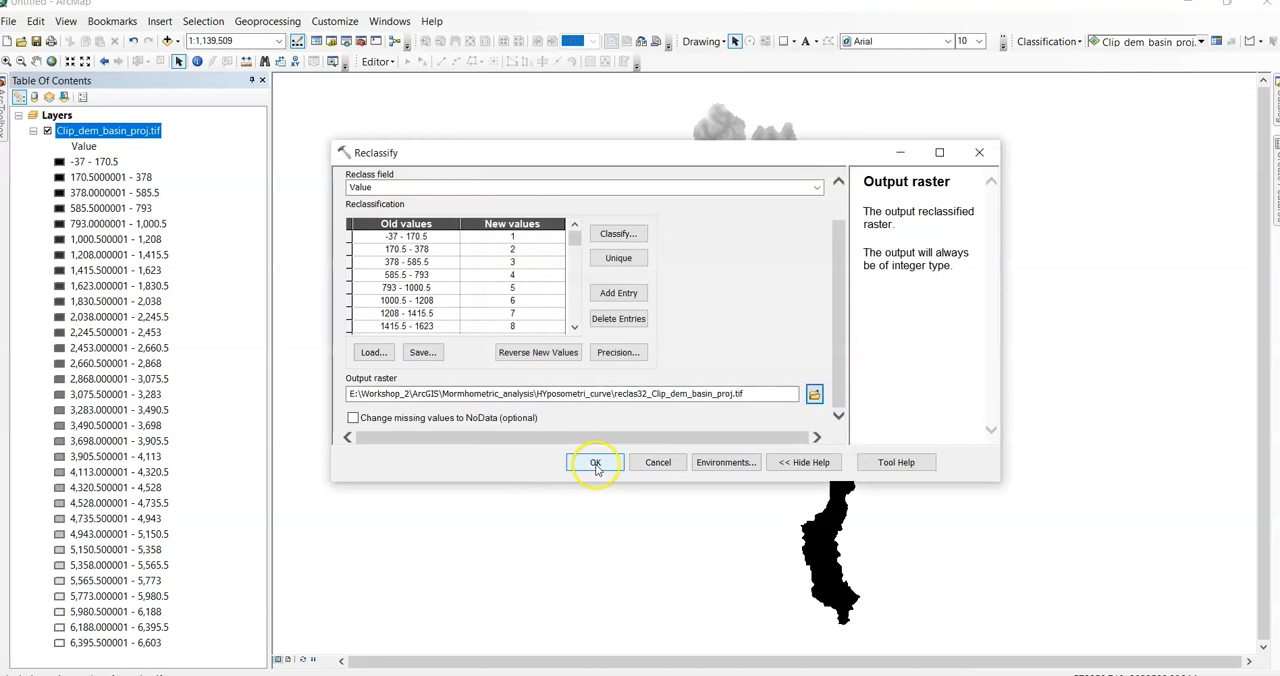 Untitled - ArcMap
File Edit View Bookmarks Insert Selection Geoprocessing Customize Windows Help
1:1,139,509 Drawing Arial 10 Classification Clip_dem_basin_proj.
Editor
Table Of Contents
Layers
Clip_dem_basin_proj.tif
Value
-37 - 170.5
170.5000001 - 378
378.0000001 - 585.5
585.5000001 - 793
793.0000001 - 1,000.5
1,000.500001 - 1,208
1,208.000001 - 1,415.5
1,415.500001 - 1,623
1,623.000001 - 1,830.5
1,830.500001 - 2,038
2,038.000001 - 2,245.5
2,245.500001 - 2,453
2,453.000001 - 2,660.5
2,660.500001 - 2,868
2,868.000001 - 3,075.5
3,075.500001 - 3,283
3,283.000001 - 3,490.5
3,490.500001 - 3,698
3,698.000001 - 3,905.5
3,905.500001 - 4,113
4,113.000001 - 4,320.5
4,320.500001 - 4,528
4,528.000001 - 4,735.5
4,735.500001 - 4,943
4,943.000001 - 5,150.5
5,150.500001 - 5,358
5,358.000001 - 5,565.5
5,565.500001 - 5,773
5,773.000001 - 5,980.5
5,980.500001 - 6,188
6,188.000001 - 6,395.5
6,395.500001 - 6,603
Reclassify
Reclass field
Value
Reclassification
Old values New values
-37 - 170.5 1
170.5 - 378 2
378 - 585.5 3
585.5 - 793 4
793 - 1000.5 5
1000.5 - 1208 6
1208 - 1415.5 7
1415.5 - 1623 8
Classify...
Unique
Add Entry
Delete Entries
Load... Save... Reverse New Values Precision...
Output raster
E:\Workshop_2\ArcGIS\Mormhometric_analysis\HYposometri_curve\reclas32_Clip_dem_basin_proj.tif
Change missing values to NoData (optional)
OK Cancel Environments... << Hide Help Tool Help
Output raster
The output reclassified
raster.
The output will always
be of integer type.